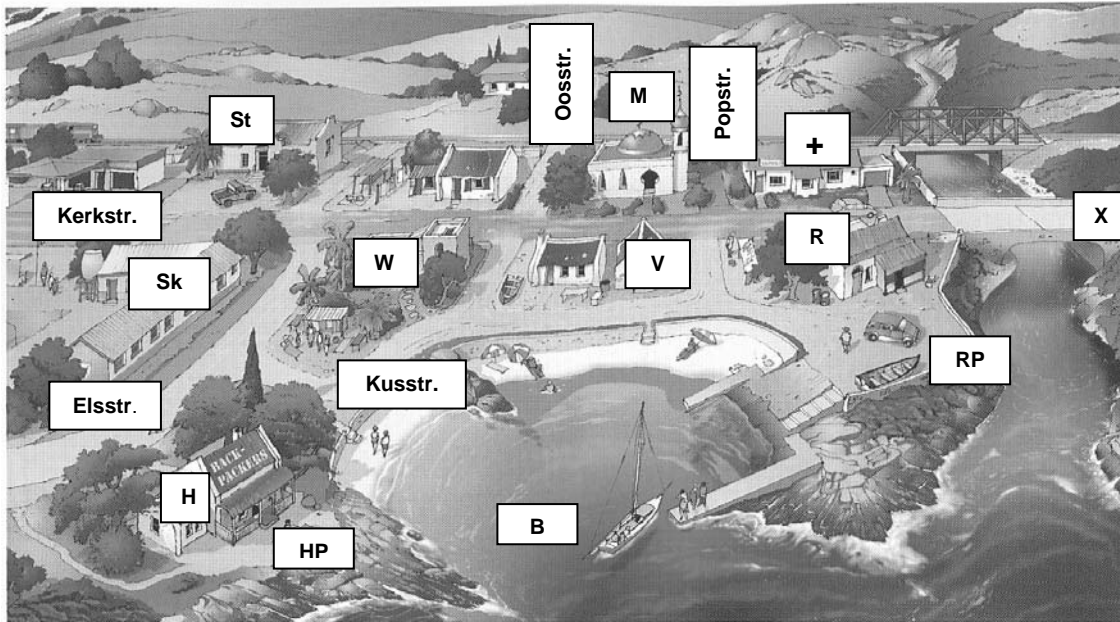 Oosstr.
M
Popstr.
St
+
Kerkstr.
X
R
W
V
Sk
RP
Kusstr.
Elsstr.
BACK-
PACKERS
H
B
HP